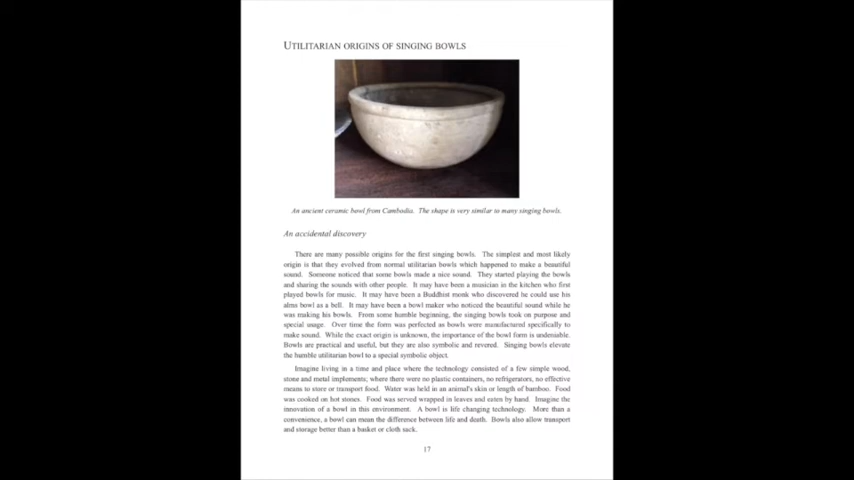 UTILITARIAN ORIGINS OF SINGING BOWLS
An ancient ceramic bowl from Cambodia. The shape is very similar to many singing bowls.
An accidental discovery
There are many possible origins for the first singing bowls. The simplest and most likely
origin is that they evolved from normal utilitarian bowls which happened to make a beautiful
sound. Someone noticed that some bowls made a nice sound. They started playing the bowls
and sharing the sounds with other people. It may have been a musician in the kitchen who first
played bowls for music. It may have been a Buddhist monk who discovered he could use his
alms bowl as a bell. It may have been a bowl maker who noticed the beautiful sound while he
was making his bowls. From some humble beginning, the singing bowls took on purpose and
special usage. Over time the form was perfected as bowls were manufactured specifically to
make sound. While the exact origin is unknown, the importance of the bowl form is undeniable.
Bowls are practical and useful, but they are also symbolic and revered. Singing bowls elevate
the humble utilitarian bowl to a special symbolic object.
Imagine living in a time and place where the technology consisted of a few simple wood,
stone and metal implements; where there were no plastic containers, no refrigerators, no effective
means to store or transport food. Water was held in an animal's skin or length of bamboo. Food
was cooked on hot stones. Food was served wrapped in leaves and eaten by hand. Imagine the
innovation of a bowl in this environment. A bowl is life changing technology. More than a
convenience, a bowl can mean the difference between life and death. Bowls also allow transport
and storage better than a basket or cloth sack.
17